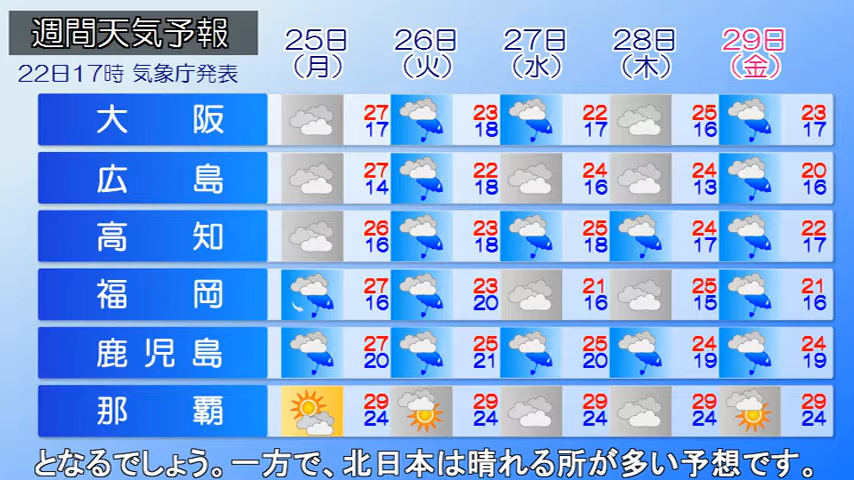 週間天気予報
22日17時 気象庁発表
25日 26日 27日 28日 29日
(月) (火) (水) (木) (金)
大阪 27 17 23 18 22 17 25 16 23 17
広島 27 14 22 18 24 16 24 13 20 16
高知 26 16 23 18 25 18 24 17 22 17
福岡 27 16 23 20 21 16 25 15 21 16
鹿児島 27 20 25 21 25 20 24 19 24 19
那覇 29 24 29 24 29 24 29 24 29 24
となるでしょう。一方で、北日本は晴れる所が多い予想です。